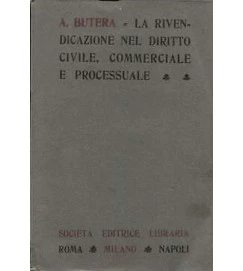 A. BUTERA - LA RIVEN-
DICAZIONE NEL DIRITTO
CIVILE, COMMERCIALE
E PROCESSUALE
SOCIETÀ EDITRICE LIBRARIA
ROMA MILANO NAPOLI